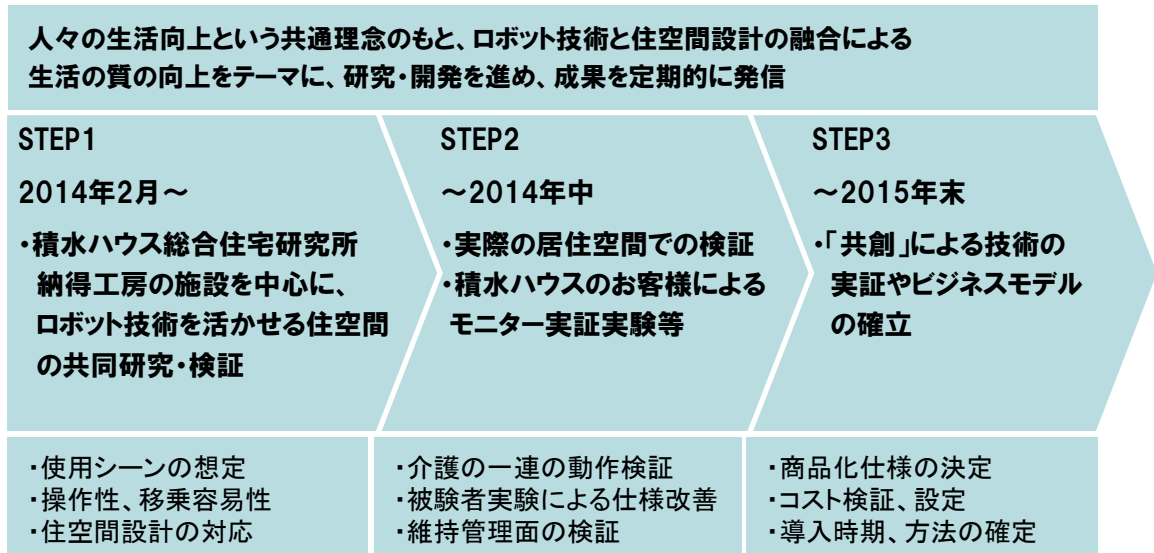 人々の生活向上という共通理念のもと、ロボット技術と住空間設計の融合による
生活の質の向上をテーマに、研究・開発を進め、成果を定期的に発信
STEP1
2014年2月～
・積水ハウス総合住宅研究所
納得工房の施設を中心に、
ロボット技術を活かせる住空間
の共同研究・検証
STEP2
～2014年中
・実際の居住空間での検証
・積水ハウスのお客様による
モニター実証実験等
STEP3
～2015年末
・「共創」による技術の
実証やビジネスモデル
の確立
・使用シーンの想定
・操作性、移乗容易性
・住空間設計の対応
・介護の一連の動作検証
・被験者実験による仕様改善
・維持管理面の検証
・商品化仕様の決定
・コスト検証、設定
・導入時期、方法の確定